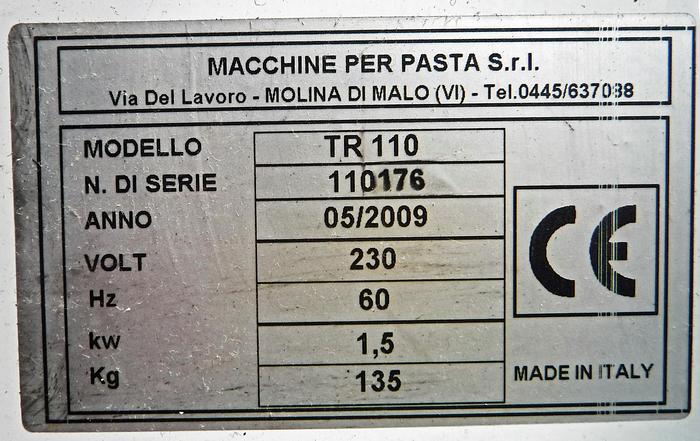 MACCHINE PER PASTA S.r.l.
Via Del Lavoro - MOLINA DI MALO (VI) - Tel.0445/637088
MODELLO TR 110
N. DI SERIE 110176
ANNO 05/2009
VOLT 230
Hz 60
kw 1,5
Kg 135
CE
MADE IN ITALY